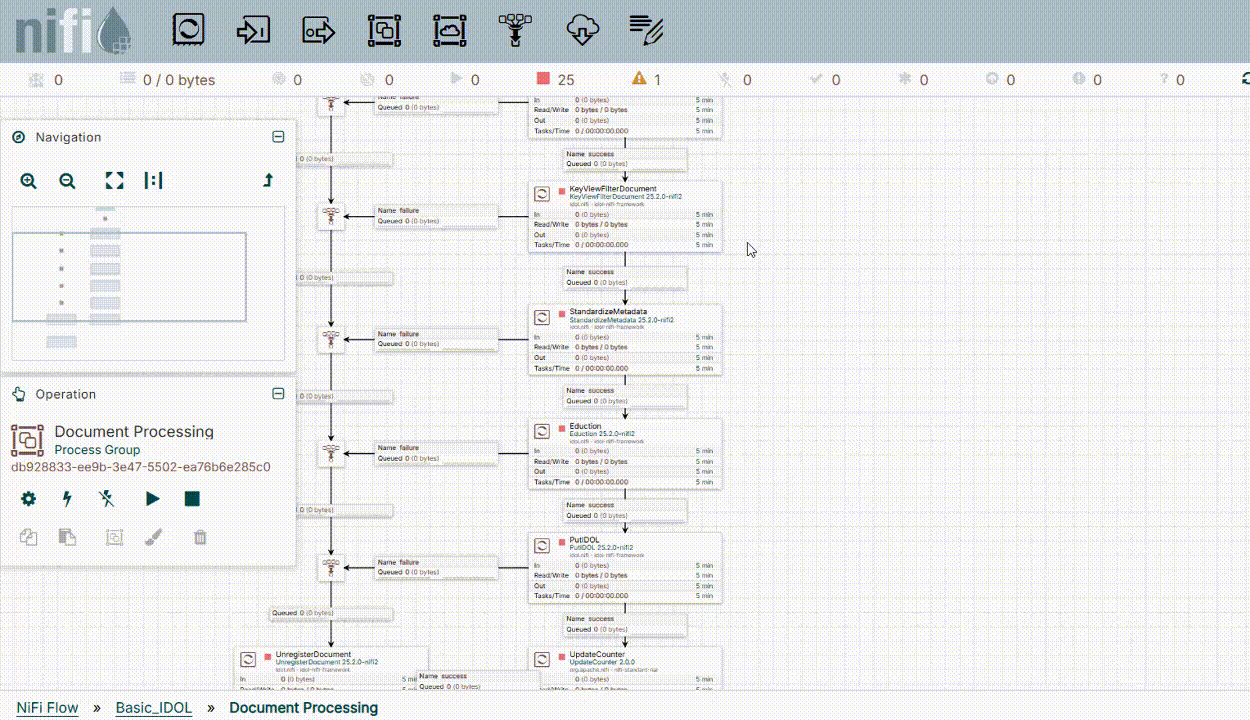 nifi
0
0 / 0 bytes
0
0
0
25
1
0
0
0
0
0
0
Navigation
Operation
Document Processing
Process Group
db928833-ee9b-3e47-5502-ea76b6e285c0
Name failure
Queued 0 (0 bytes)
In 0 (0 bytes) 5 min
Read/Write 0 bytes / 0 bytes 5 min
Out 0 (0 bytes) 5 min
Tasks/Time 0 / 00:00:00.000 5 min
0 (0 bytes)
Name success
Queued 0 (0 bytes)
KeyViewFilterDocument
KeyViewFilterDocument 25.2.0-nifi2
idol.nifi - idol-nifi-framework
Name failure
Queued 0 (0 bytes)
In 0 (0 bytes) 5 min
Read/Write 0 bytes / 0 bytes 5 min
Out 0 (0 bytes) 5 min
Tasks/Time 0 / 00:00:00.000 5 min
0 (0 bytes)
Name success
Queued 0 (0 bytes)
StandardizeMetadata
StandardizeMetadata 25.2.0-nifi2
idol.nifi - idol-nifi-framework
Name failure
Queued 0 (0 bytes)
In 0 (0 bytes) 5 min
Read/Write 0 bytes / 0 bytes 5 min
Out 0 (0 bytes) 5 min
Tasks/Time 0 / 00:00:00.000 5 min
0 (0 bytes)
Name success
Queued 0 (0 bytes)
Eduction
Eduction 25.2.0-nifi2
idol.nifi - idol-nifi-framework
Name failure
Queued 0 (0 bytes)
In 0 (0 bytes) 5 min
Read/Write 0 bytes / 0 bytes 5 min
Out 0 (0 bytes) 5 min
Tasks/Time 0 / 00:00:00.000 5 min
0 (0 bytes)
Name success
Queued 0 (0 bytes)
PutIDOL
PutIDOL 25.2.0-nifi2
idol.nifi - idol-nifi-framework
Name failure
Queued 0 (0 bytes)
In 0 (0 bytes) 5 min
Read/Write 0 bytes / 0 bytes 5 min
Out 0 (0 bytes) 5 min
Tasks/Time 0 / 00:00:00.000 5 min
Queued 0 (0 bytes)
Name success
Queued 0 (0 bytes)
UnregisterDocument
UnregisterDocument 25.2.0-nifi2
idol.nifi - idol-nifi-framework
In 0 (0 bytes) 5 mi
Name success
Queued 0 (0 bytes)
UpdateCounter
UpdateCounter 2.0.0
org.apache.nifi - nifi-standard-nar
In 0 (0 bytes) 5 min
NiFi Flow » Basic_IDOL » Document Processing